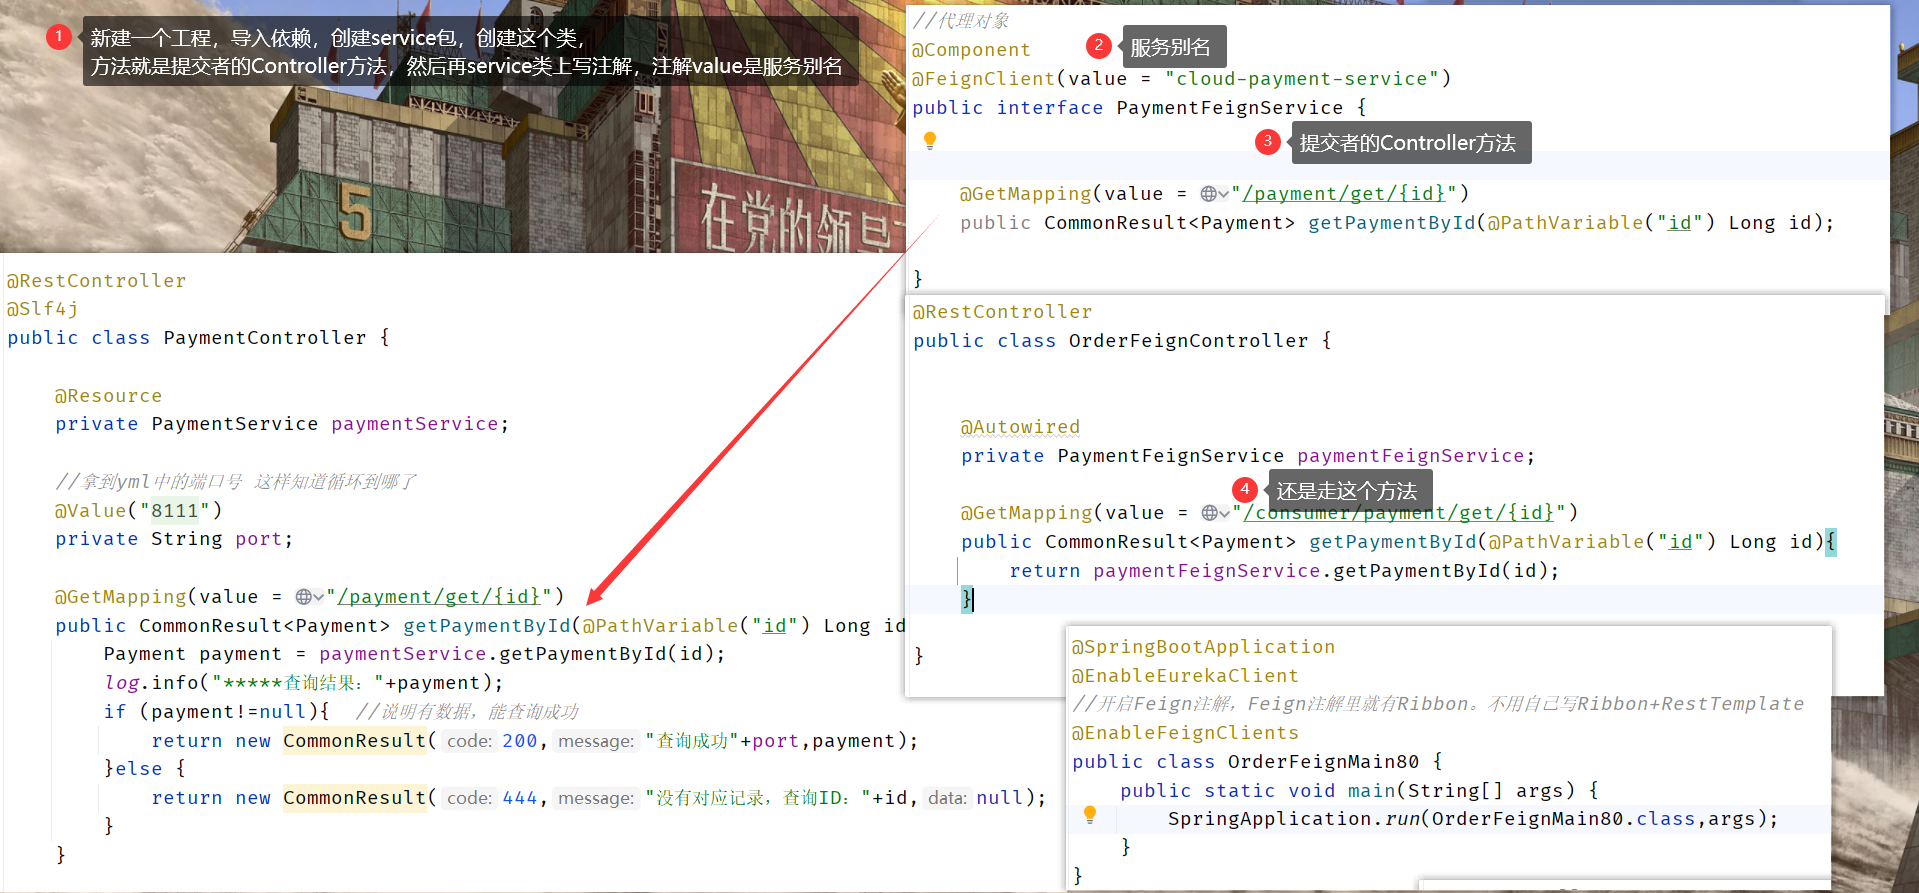 1 新建一个工程，导入依赖，创建service包，创建这个类，
方法就是提交者的Controller方法，然后再service类上写注解，注解value是服务别名
5
在党的领导
@RestController
@Slf4j
public class PaymentController {
@Resource
private PaymentService paymentService;
//拿到yml中的端口号 这样知道循环到哪了
@Value("8111")
private String port;
@GetMapping(value = "/payment/get/{id}")
public CommonResult<Payment> getPaymentById(@PathVariable("id") Long id
Payment payment = paymentService.getPaymentById(id);
log.info("*****查询结果："+payment);
if (payment!=null){ //说明有数据，能查询成功
return new CommonResult( code: 200, message: "查询成功"+port,payment);
}else {
return new CommonResult( code: 444, message: "没有对应记录，查询ID："+id, data: null);
}
}
//代理对象
@Component
2 服务别名
@FeignClient(value = "cloud-payment-service")
public interface PaymentFeignService {
3 提交者的Controller方法
@GetMapping(value = "/payment/get/{id}")
public CommonResult<Payment> getPaymentById(@PathVariable("id") Long id);
}
@RestController
public class OrderFeignController {
@Autowired
private PaymentFeignService paymentFeignService;
4 还是走这个方法
@GetMapping(value = "/consumer/payment/get/{id}")
public CommonResult<Payment> getPaymentById(@PathVariable("id") Long id){
return paymentFeignService.getPaymentById(id);
}
}
@SpringBootApplication
@EnableEurekaClient
//开启Feign注解，Feign注解里就有Ribbon。不用自己写Ribbon+RestTemplate
@EnableFeignClients
public class OrderFeignMain80 {
public static void main(String[] args) {
SpringApplication.run(OrderFeignMain80.class,args);
}
}